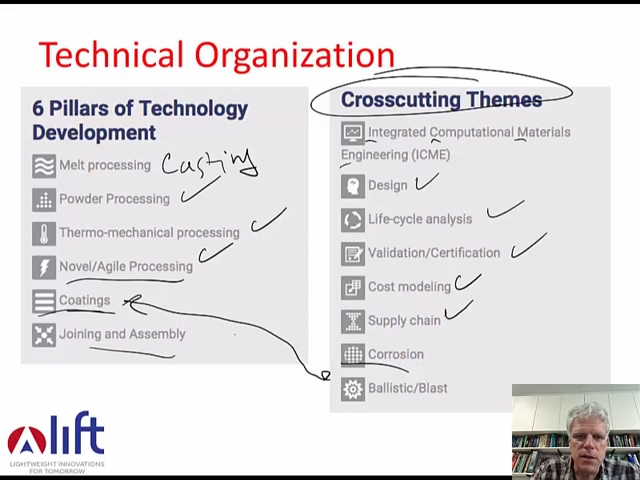 Technical Organization
6 Pillars of Technology
Development
Melt processing Casting
Powder Processing
Thermo-mechanical processing
Novel/Agile Processing
Coatings
Joining and Assembly
Crosscutting Themes
Integrated Computational Materials
Engineering (ICME)
Design
Life-cycle analysis
Validation/Certification
Cost modeling
Supply chain
Corrosion
Ballistic/Blast
lift
LIGHTWEIGHT INNOVATIONS
FOR TOMORROW